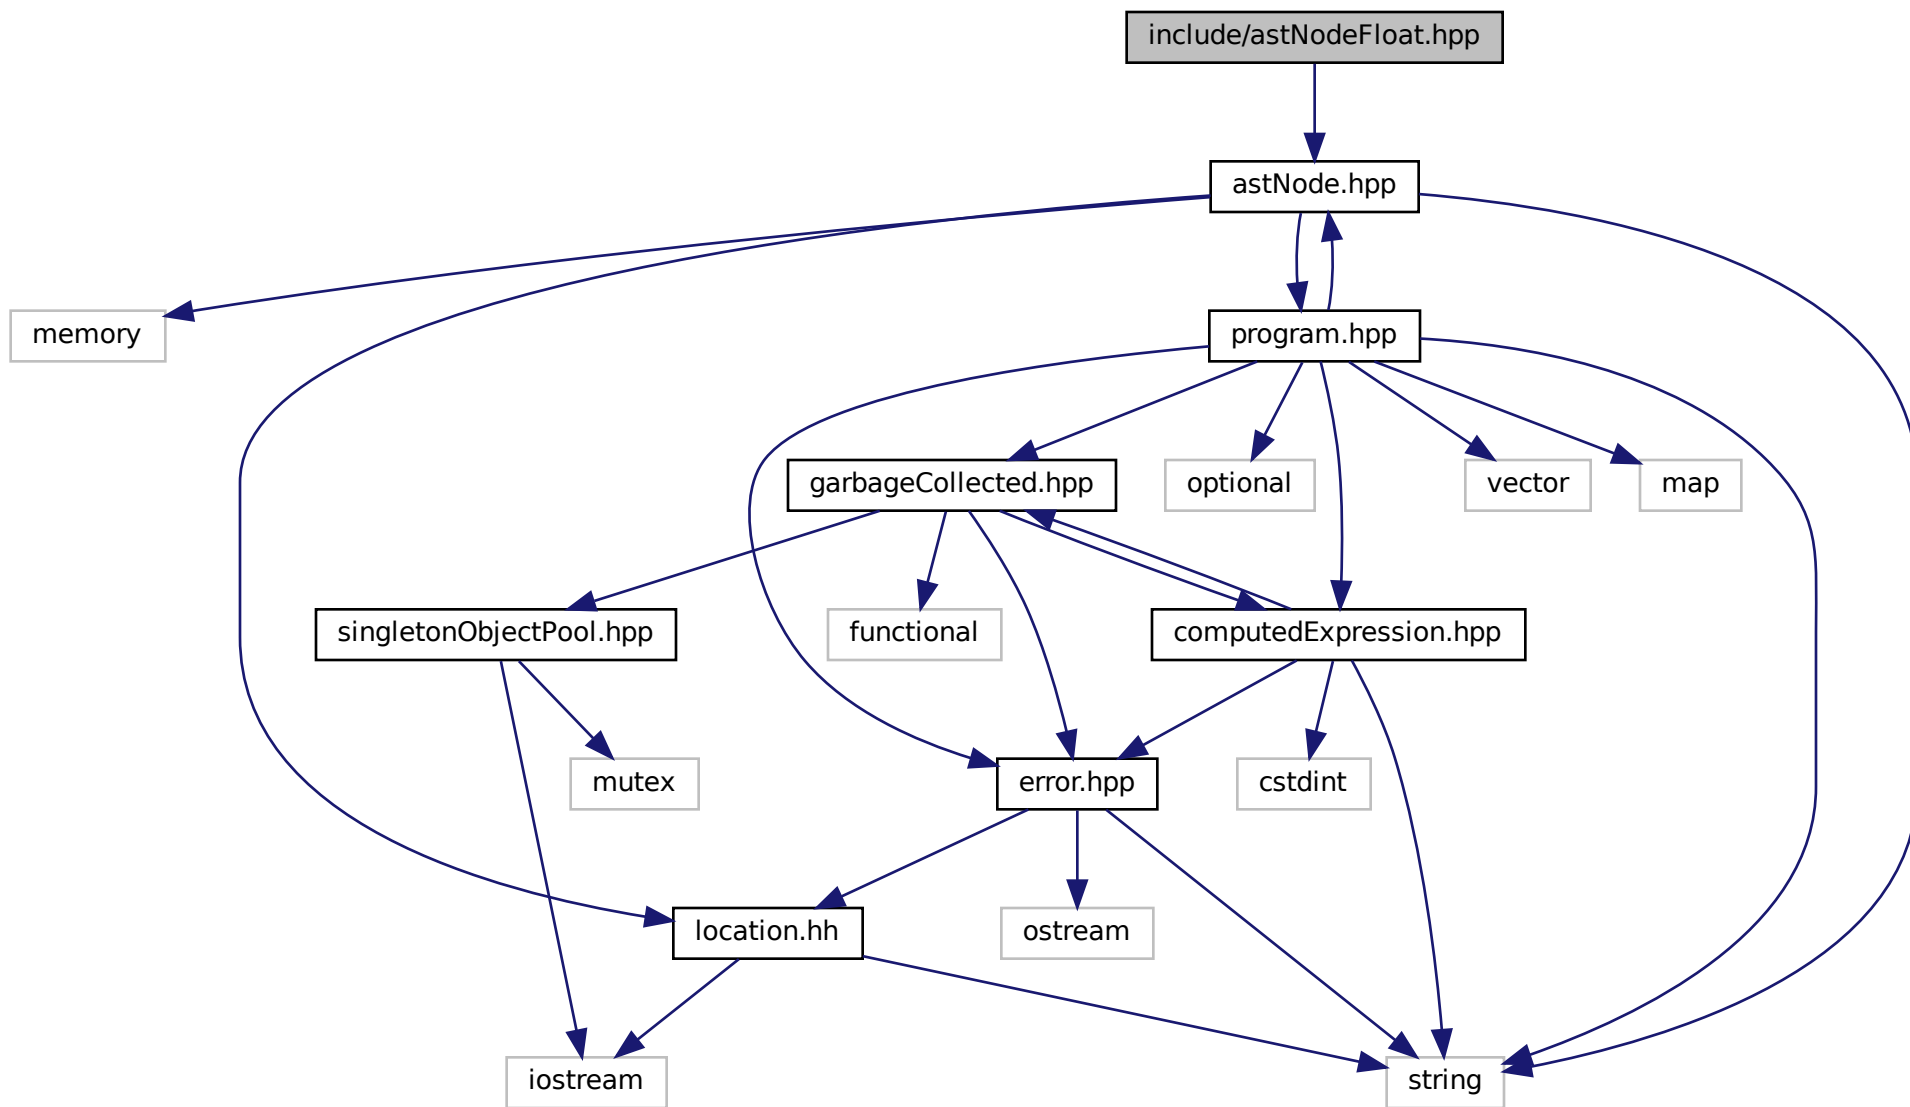 include/astNodeFloat.hpp
astNode.hpp
memory
program.hpp
garbageCollected.hpp
optional
vector
map
singletonObjectPool.hpp
functional
computedExpression.hpp
mutex
error.hpp
cstdint
location.hh
ostream
iostream
string